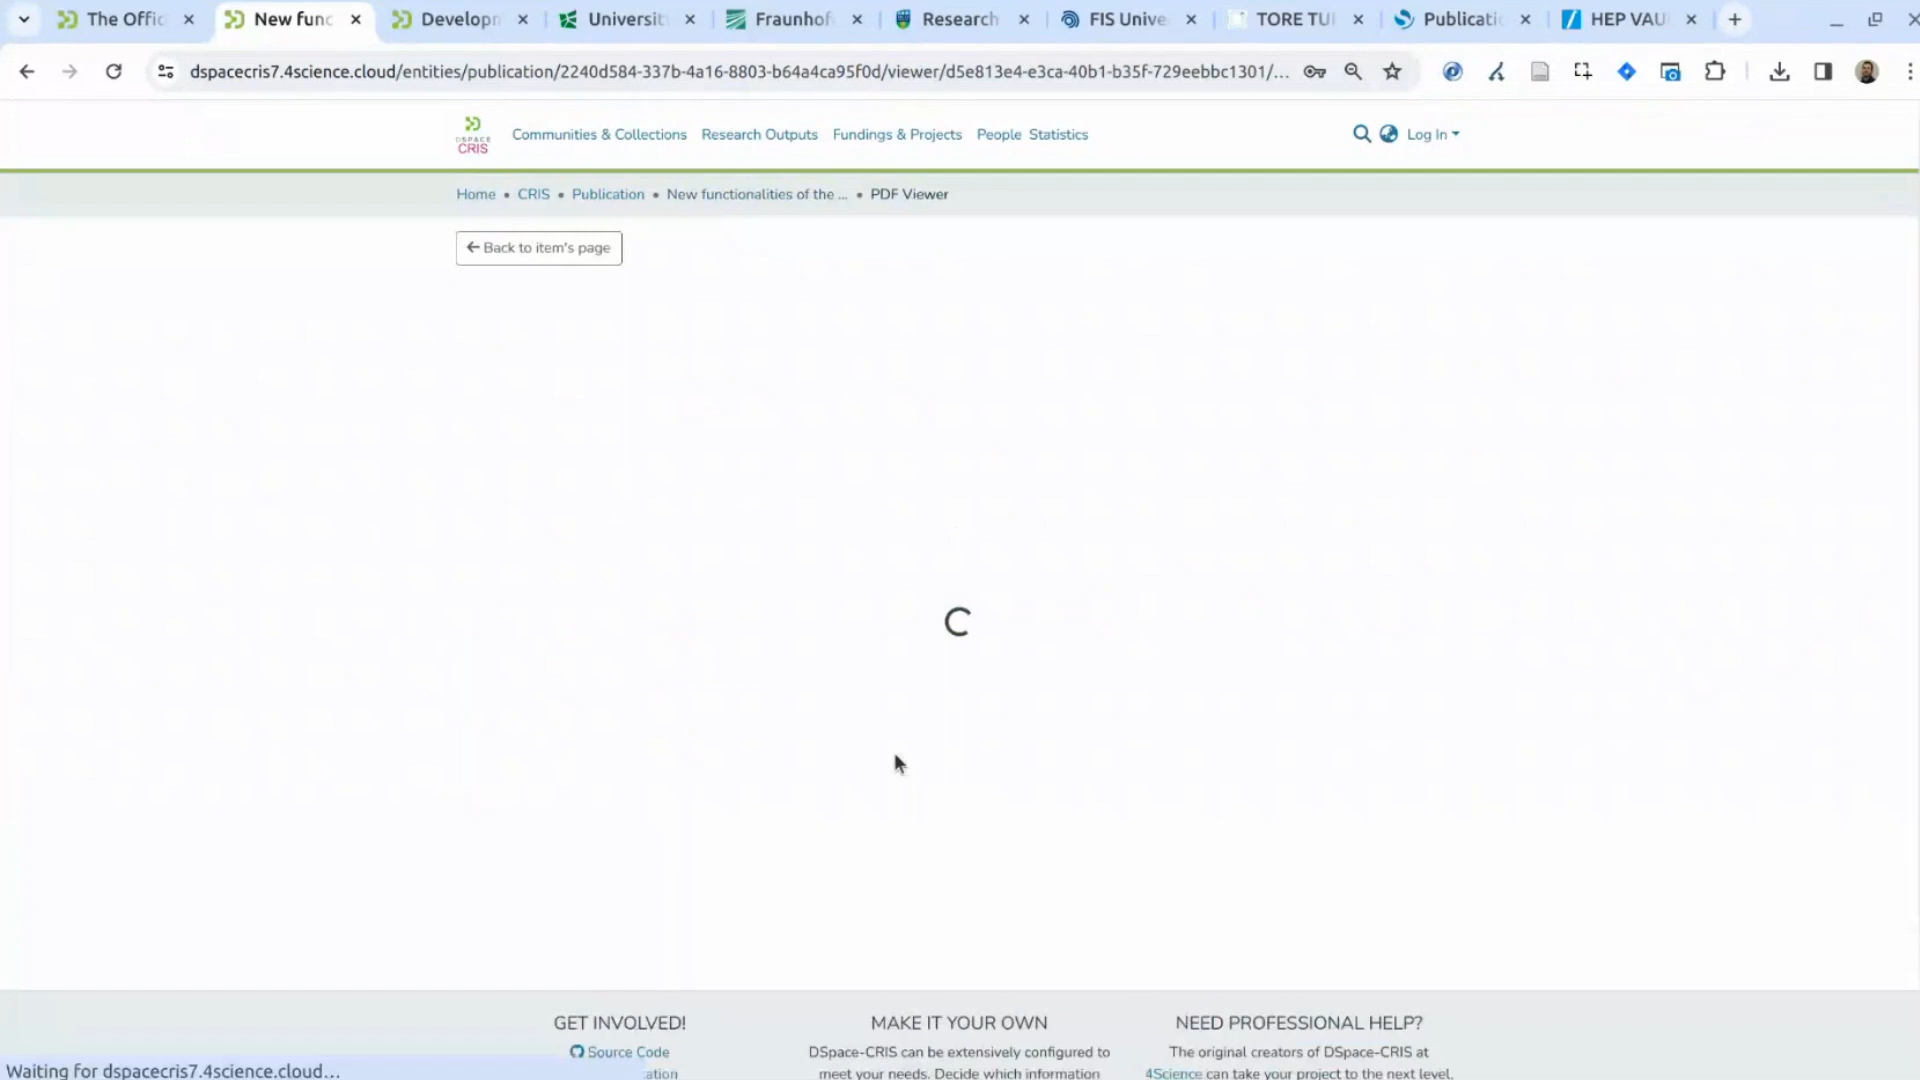 The Offic
New func
Developn
Universit
Fraunhof
Research
FIS Unive
TORE TU
Publicati
HEP VAU
dspacecris7.4science.cloud/entities/publication/2240d584-337b-4a16-8803-b64a4ca95f0d/viewer/d5e813e4-e3ca-40b1-b35f-729eebbc1301/...
DSPACE
CRIS
Communities & Collections
Research Outputs
Fundings & Projects
People
Statistics
Log In
Home • CRIS • Publication • New functionalities of the ... • PDF Viewer
Back to item's page
GET INVOLVED!
Source Code
ation
MAKE IT YOUR OWN
DSpace-CRIS can be extensively configured to
meet your needs. Decide which information
NEED PROFESSIONAL HELP?
The original creators of DSpace-CRIS at
4Science can take your project to the next level.
Waiting for dspacecris7.4science.cloud...